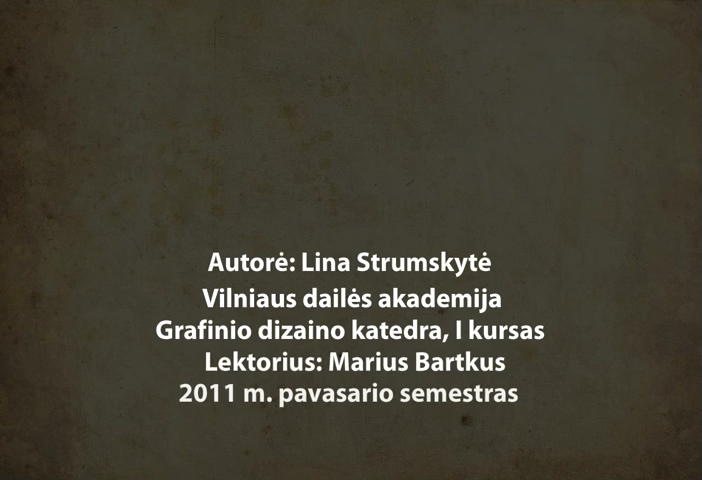 Autorė: Lina Strumskytė
Vilniaus dailės akademija
Grafinio dizaino katedra, I kursas
Lektorius: Marius Bartkus
2011 m. pavasario semestras